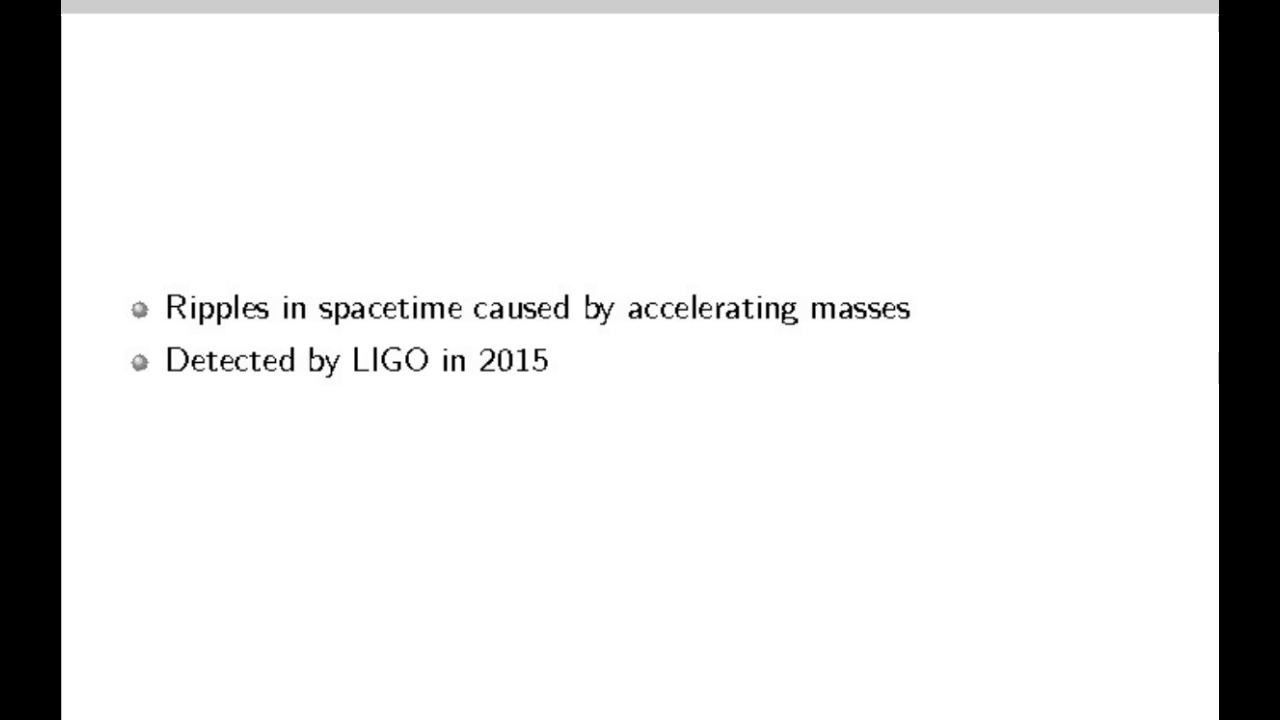 Ripples in spacetime caused by accelerating masses
Detected by LIGO in 2015